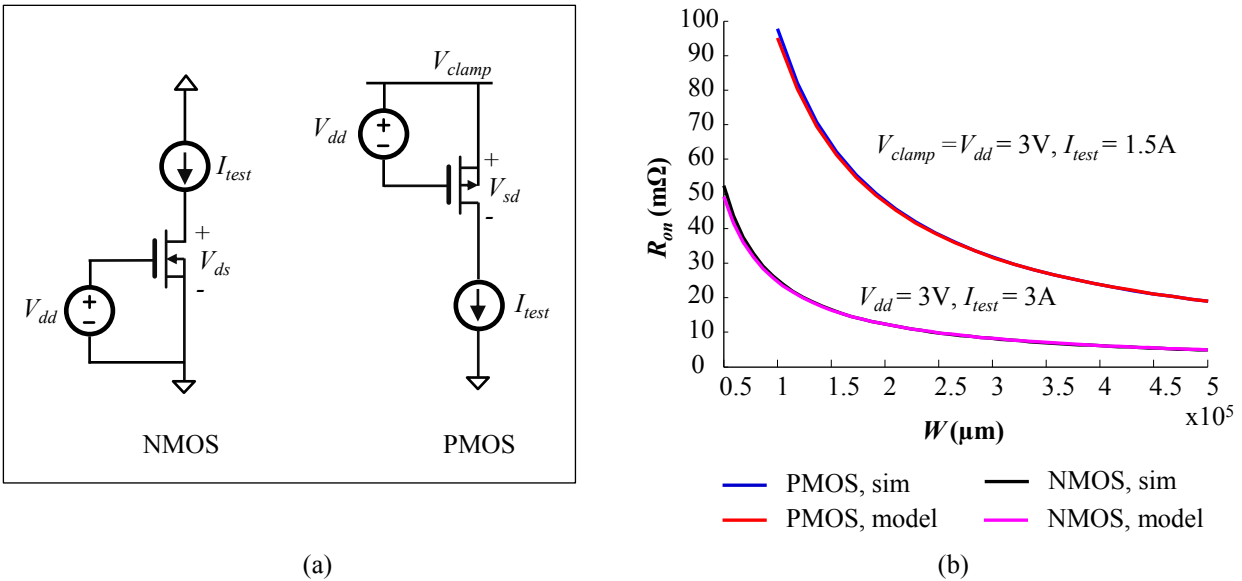 V_clamp
V_dd
+
−
+
V_sd
-
I_test
I_test
+
V_ds
-
V_dd
+
−
NMOS
PMOS
(a)
R_on (mΩ)
100
90
80
70
60
50
40
30
20
10
0
V_clamp = V_dd = 3V, I_test = 1.5A
V_dd = 3V, I_test = 3A
0.5 1 1.5 2 2.5 3 3.5 4 4.5 5
x10^5
W (µm)
PMOS, sim
NMOS, sim
PMOS, model
NMOS, model
(b)